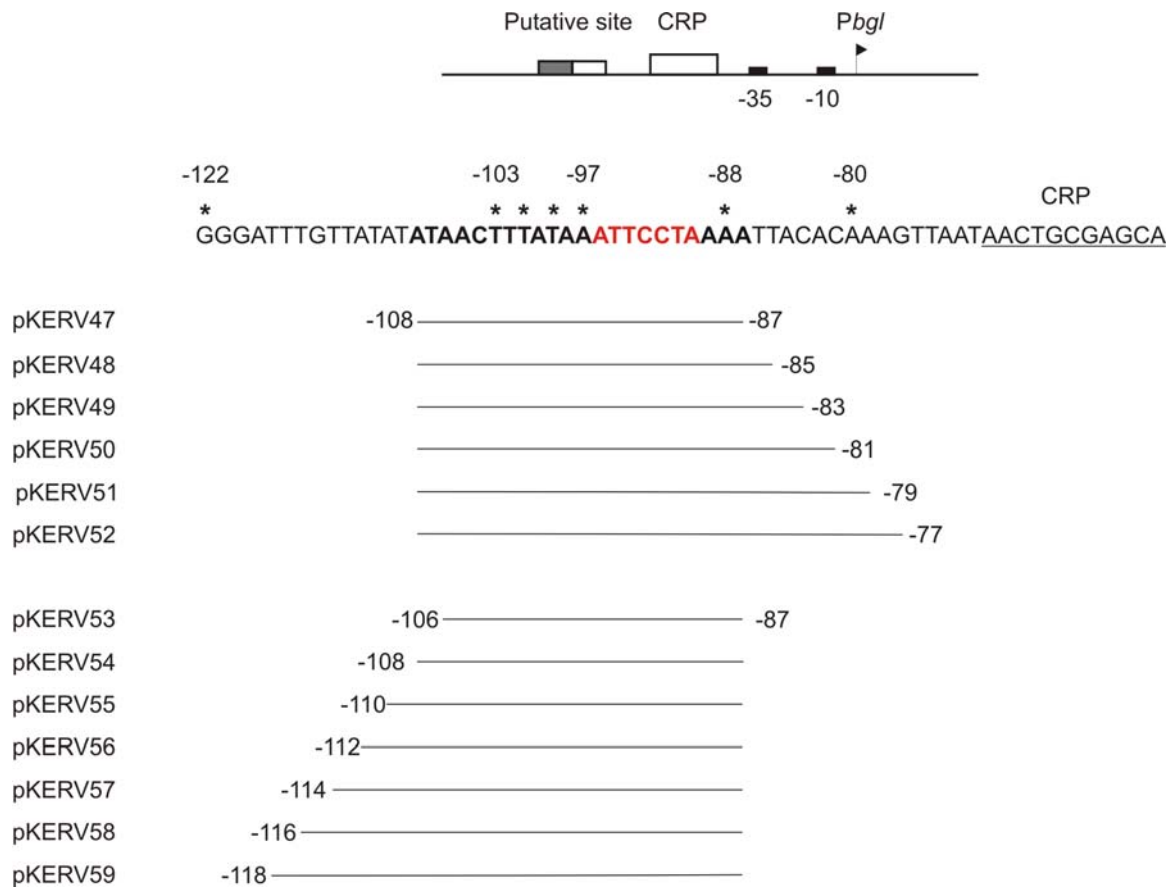 Putative site CRP Pbgl
-35 -10
-122 -103 -97 -88 -80
* * * * * * * CRP
GGGATTTGTTATATATAACTTTATAAATTCCTAAAATTACACAAAGTTAATAACTGCGAGCA
pKERV47 -108 -87
pKERV48 -85
pKERV49 -83
pKERV50 -81
pKERV51 -79
pKERV52 -77
pKERV53 -106 -87
pKERV54 -108
pKERV55 -110
pKERV56 -112
pKERV57 -114
pKERV58 -116
pKERV59 -118